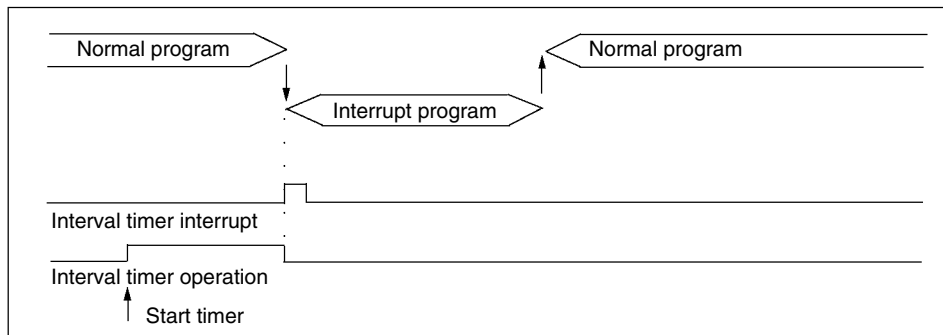 Normal program
Normal program
Interrupt program
Interval timer interrupt
Interval timer operation
Start timer